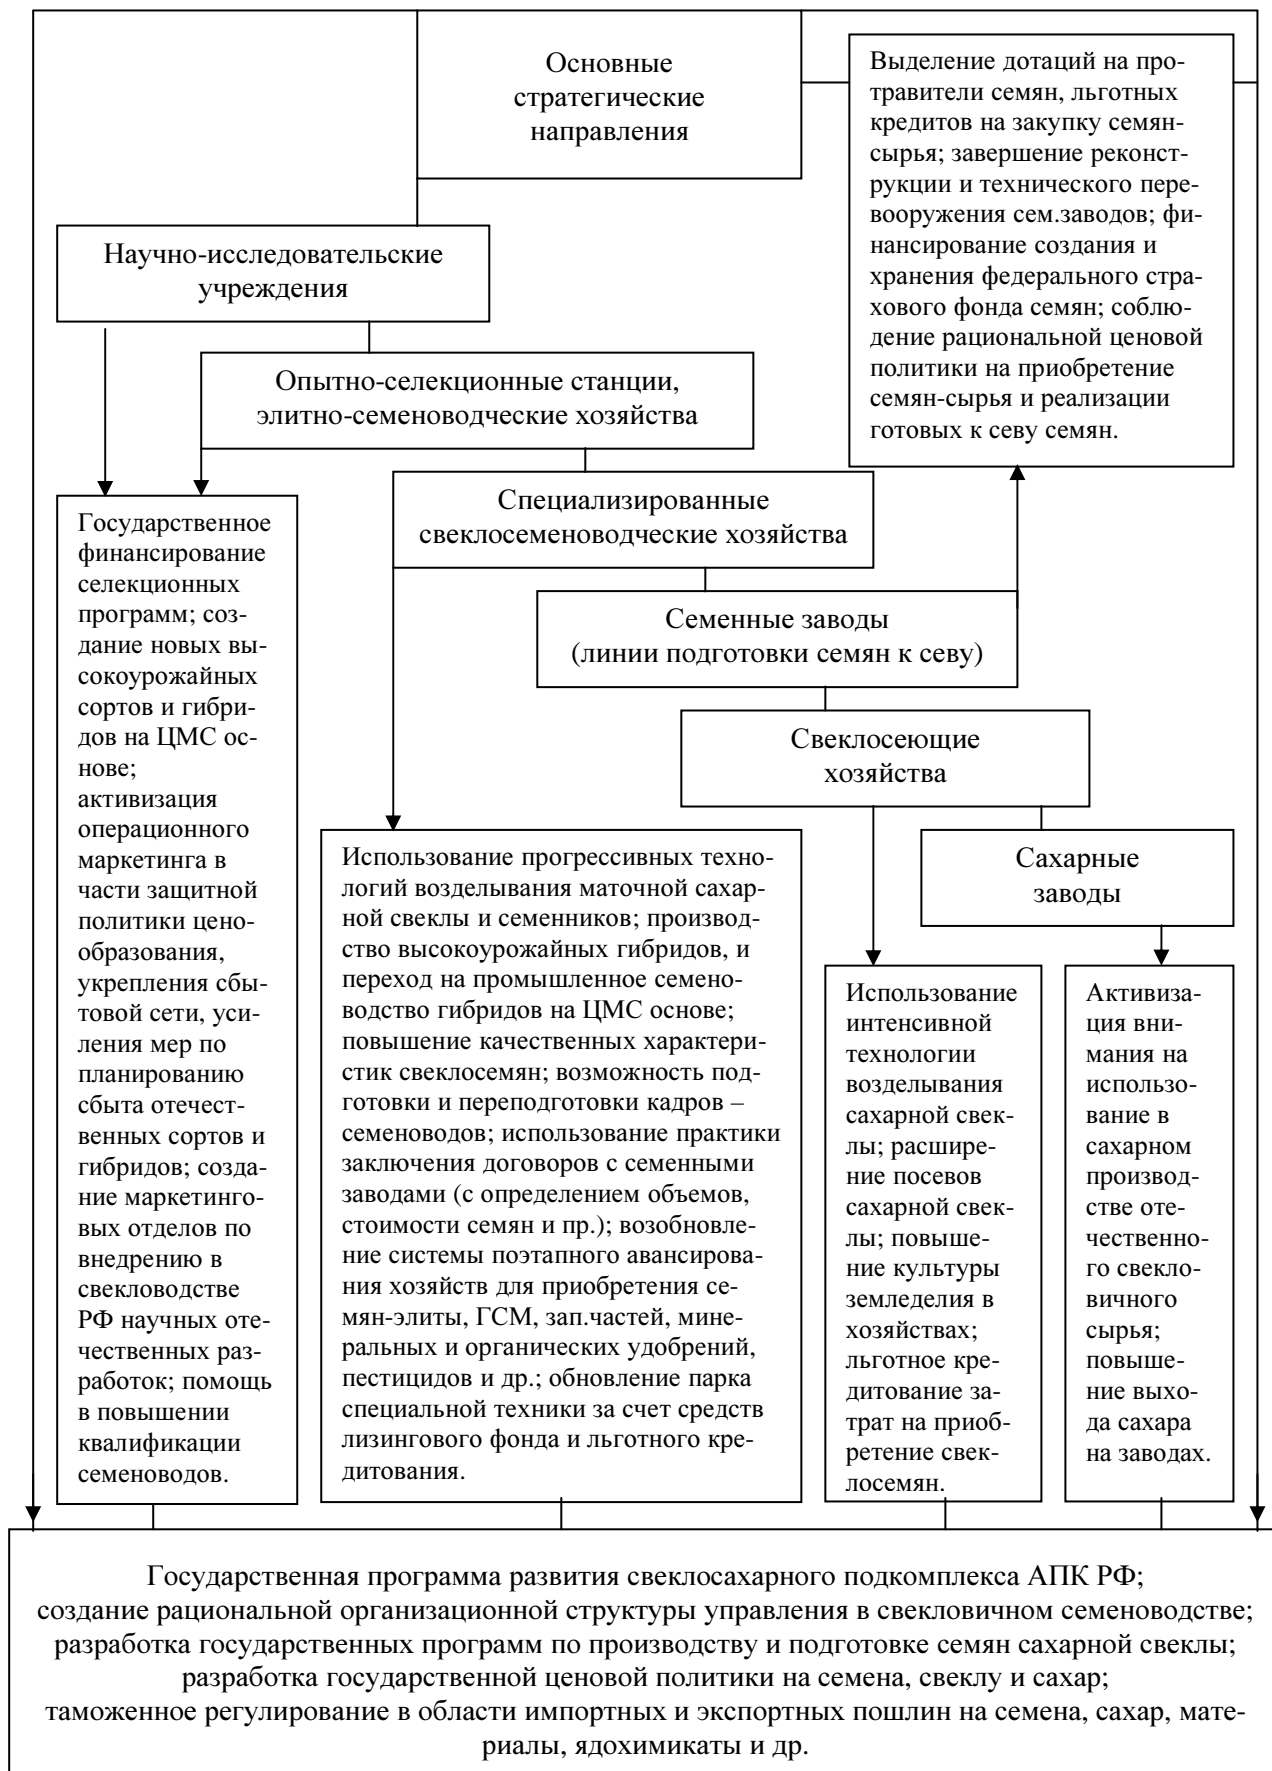 Основные
стратегические
направления
Выделение дотаций на про-
травители семян, льготных
кредитов на закупку семян-
сырья; завершение реконст-
рукции и технического пере-
вооружения сем.заводов; фи-
нансирование создания и
хранения федерального стра-
хового фонда семян; соблю-
дение рациональной ценовой
политики на приобретение
семян-сырья и реализации
готовых к севу семян.
Научно-исследовательские
учреждения
Опытно-селекционные станции,
элитно-семеноводческие хозяйства
Специализированные
свеклосеменоводческие хозяйства
Семенные заводы
(линии подготовки семян к севу)
Свеклосеющие
хозяйства
Сахарные
заводы
Государственное
финансирование
селекционных
программ; соз-
дание новых вы-
сокоурожайных
сортов и гибри-
дов на ЦМС ос-
нове;
активизация
операционного
маркетинга в
части защитной
политики цено-
образования,
укрепления сбы-
товой сети, уси-
ления мер по
планированию
сбыта отечест-
венных сортов и
гибридов; созда-
ние маркетинго-
вых отделов по
внедрению в
свекловодстве
РФ научных оте-
чественных раз-
работок; помощь
в повышении
квалификации
семеноводов.
Использование прогрессивных техно-
логий возделывания маточной сахар-
ной свеклы и семенников; производ-
ство высокоурожайных гибридов, и
переход на промышленное семено-
водство гибридов на ЦМС основе;
повышение качественных характери-
стик свеклосемян; возможность под-
готовки и переподготовки кадров –
семеноводов; использование практики
заключения договоров с семенными
заводами (с определением объемов,
стоимости семян и пр.); возобновле-
ние системы поэтапного авансирова-
ния хозяйств для приобретения се-
мян-элиты, ГСМ, зап.частей, мине-
ральных и органических удобрений,
пестицидов и др.; обновление парка
специальной техники за счет средств
лизингового фонда и льготного кре-
дитования.
Использование
интенсивной
технологии
возделывания
сахарной свек-
лы; расшире-
ние посевов
сахарной свек-
лы; повыше-
ние культуры
земледелия в
хозяйствах;
льготное кре-
дитование за-
трат на приоб-
ретение свек-
лосемян.
Активиза-
ция вни-
мания на
использо-
вание в
сахарном
производ-
стве оте-
чественно-
го свекло-
вичного
сырья;
повыше-
ние выхо-
да сахара
на заводах.
Государственная программа развития свеклосахарного подкомплекса АПК РФ;
создание рациональной организационной структуры управления в свекловичном семеноводстве;
разработка государственных программ по производству и подготовке семян сахарной свеклы;
разработка государственной ценовой политики на семена, свеклу и сахар;
таможенное регулирование в области импортных и экспортных пошлин на семена, сахар, мате-
риалы, ядохимикаты и др.